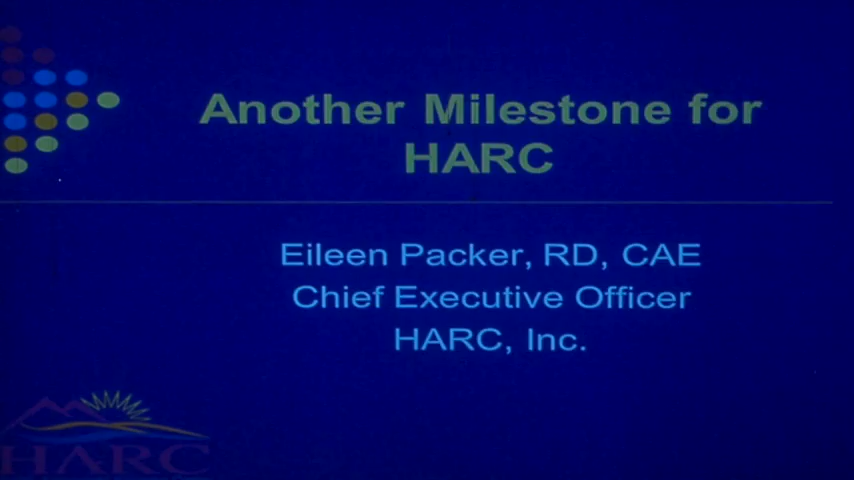 Another Milestone for
HARC
Eileen Packer, RD, CAE
Chief Executive Officer
HARC, Inc.
HARC